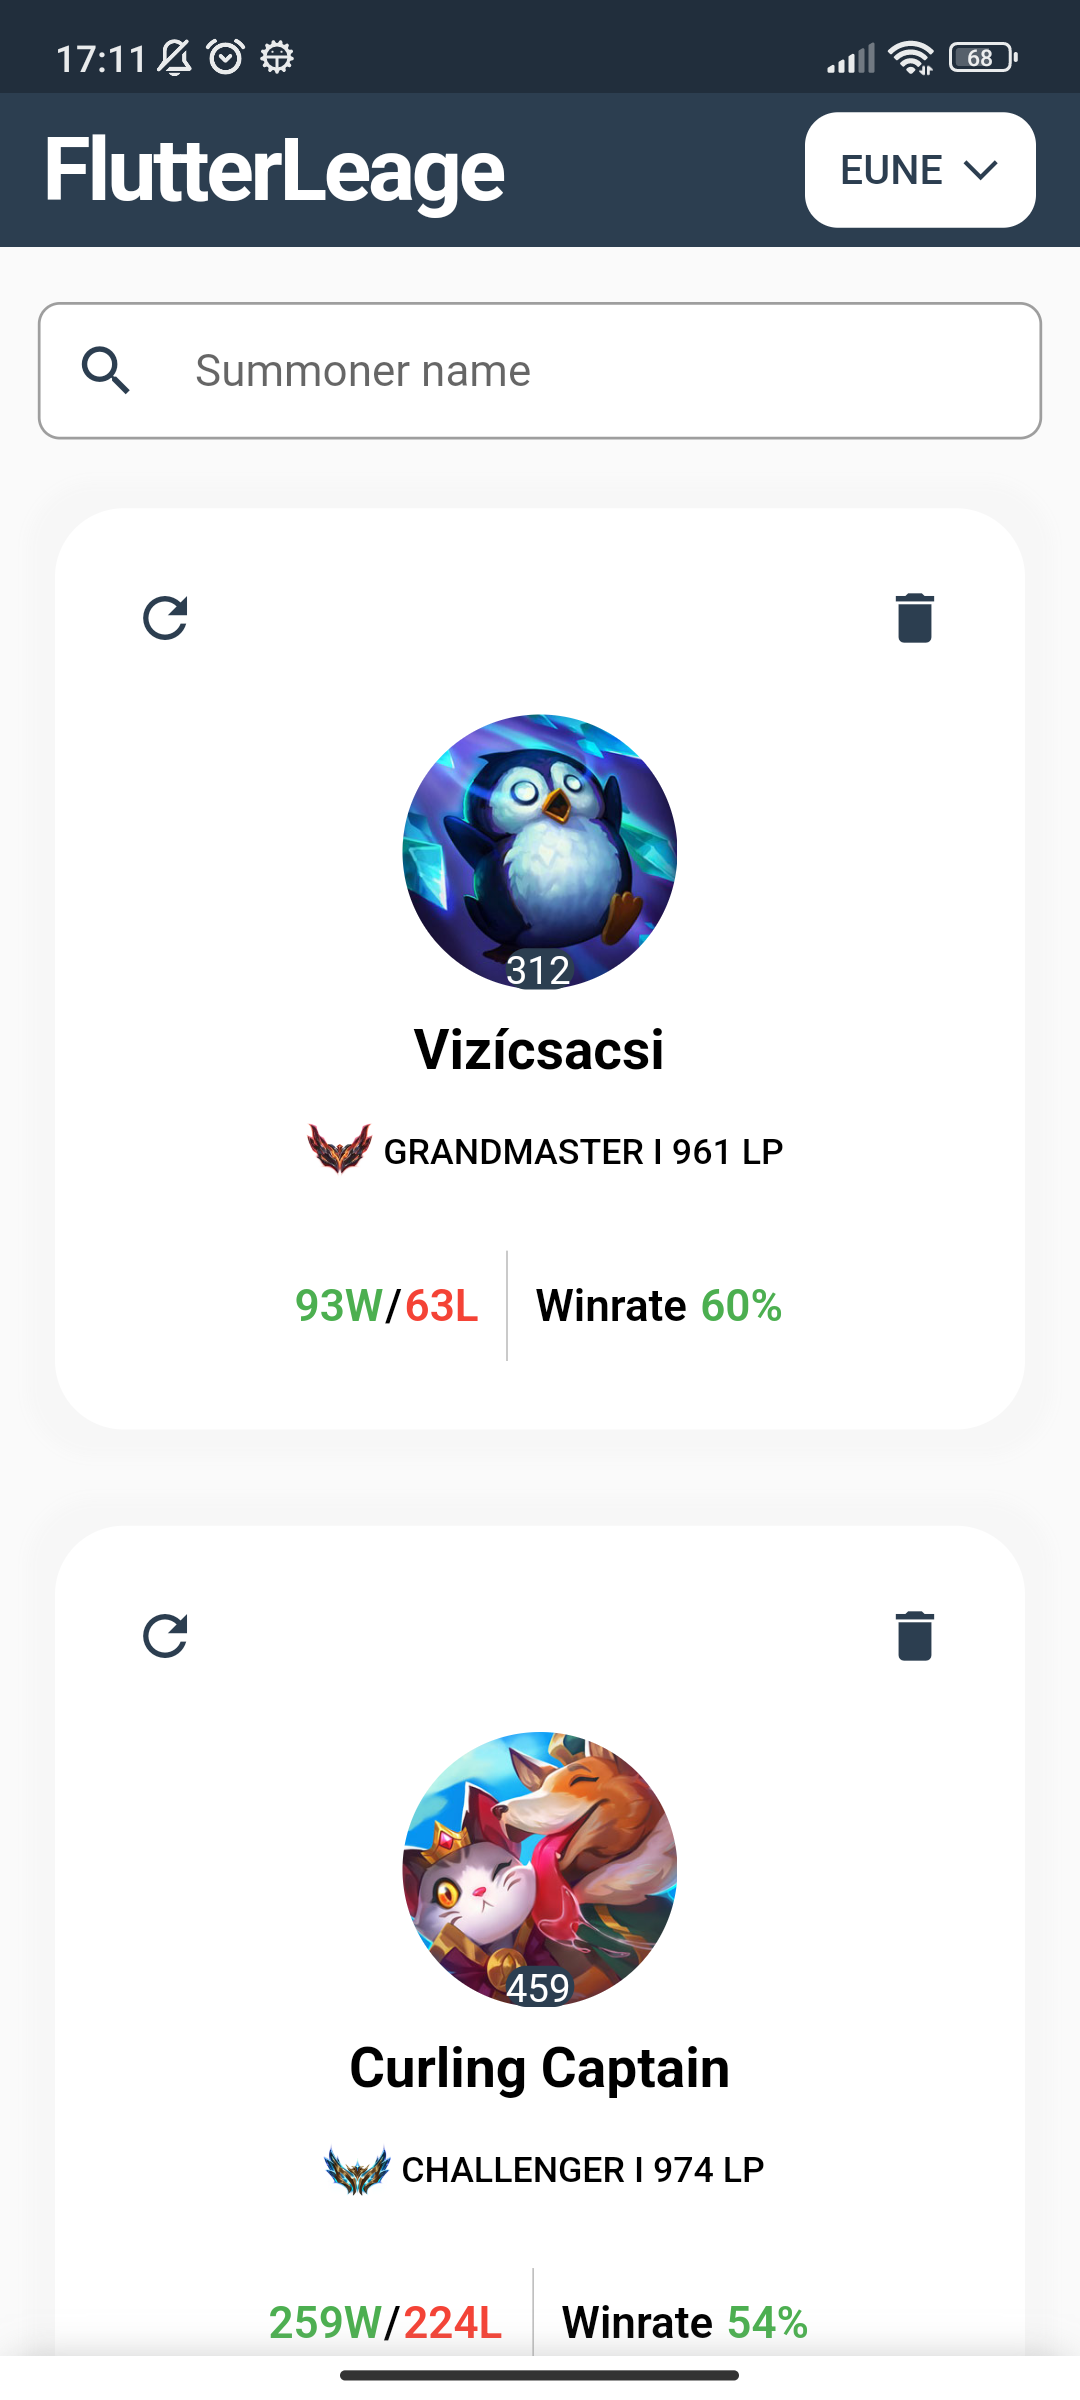 17:11 68
FlutterLeage EUNE
Summoner name
312
Vizícsacsi
GRANDMASTER I 961 LP
93W/63L Winrate 60%
459
Curling Captain
CHALLENGER I 974 LP
259W/224L Winrate 54%